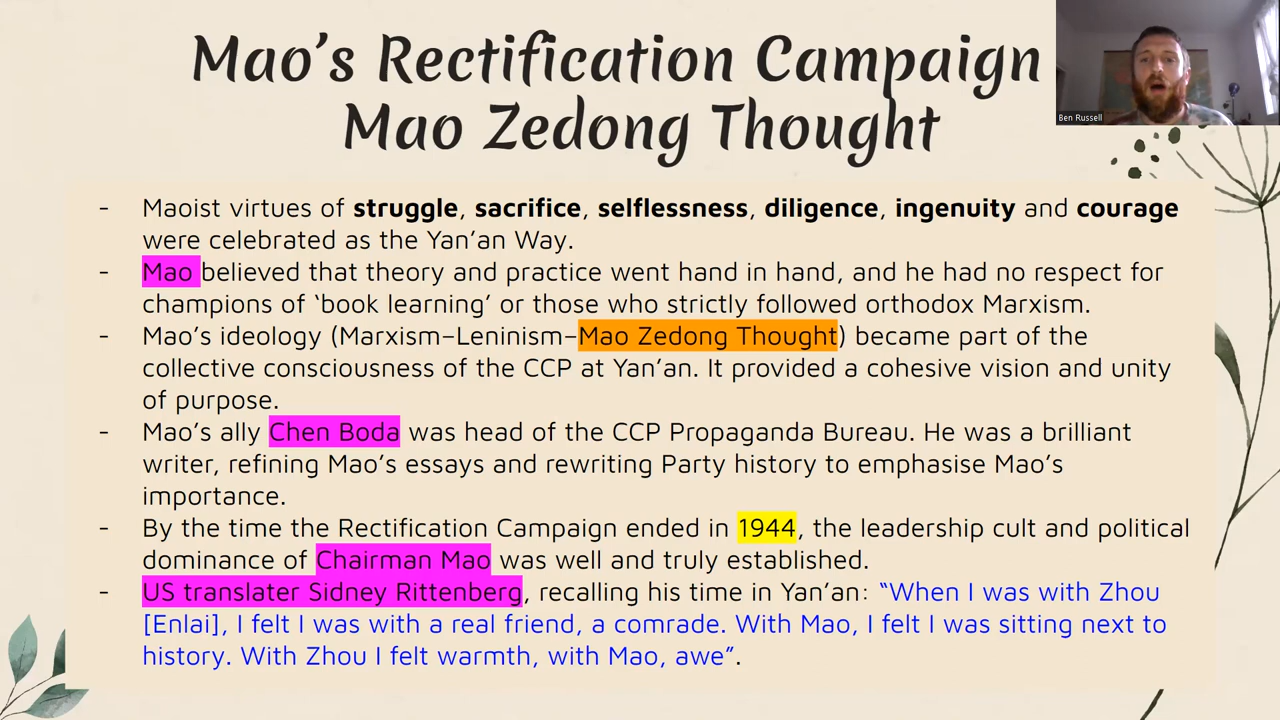 Mao’s Rectification Campaign
Mao Zedong Thought
Ben Russell
- Maoist virtues of struggle, sacrifice, selflessness, diligence, ingenuity and courage
were celebrated as the Yan’an Way.
- Mao believed that theory and practice went hand in hand, and he had no respect for
champions of ‘book learning’ or those who strictly followed orthodox Marxism.
- Mao’s ideology (Marxism–Leninism–Mao Zedong Thought) became part of the
collective consciousness of the CCP at Yan’an. It provided a cohesive vision and unity
of purpose.
- Mao’s ally Chen Boda was head of the CCP Propaganda Bureau. He was a brilliant
writer, refining Mao’s essays and rewriting Party history to emphasise Mao’s
importance.
- By the time the Rectification Campaign ended in 1944, the leadership cult and political
dominance of Chairman Mao was well and truly established.
- US translater Sidney Rittenberg, recalling his time in Yan’an: “When I was with Zhou
[Enlai], I felt I was with a real friend, a comrade. With Mao, I felt I was sitting next to
history. With Zhou I felt warmth, with Mao, awe”.